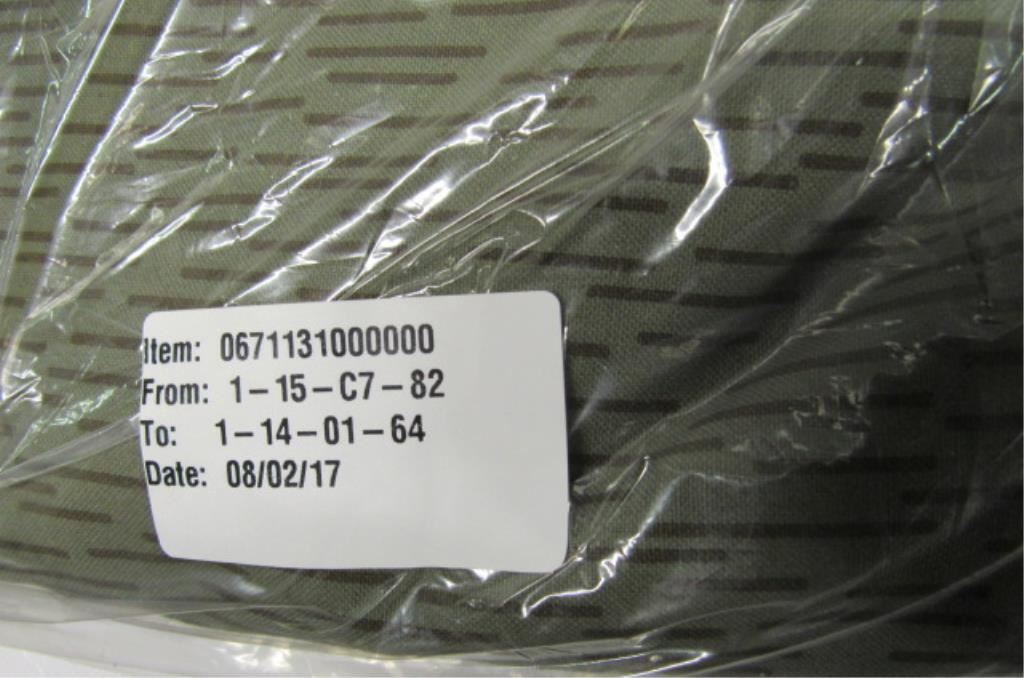 Item: 0671131000000
From: 1-15-C7-82
To: 1-14-01-64
Date: 08/02/17